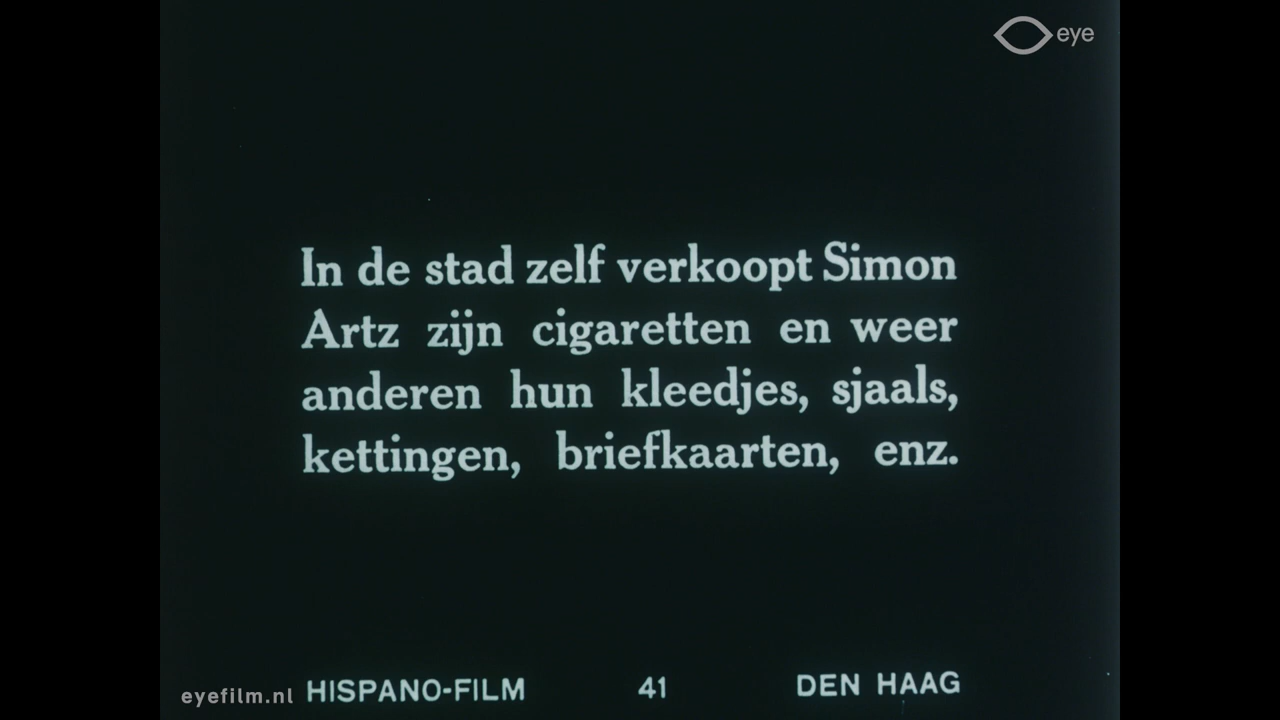 eye
In de stad zelf verkoopt Simon
Artz zijn cigaretten en weer
anderen hun kleedjes, sjaals,
kettingen, briefkaarten, enz.
eyefilm.nl HISPANO-FILM 41 DEN HAAG